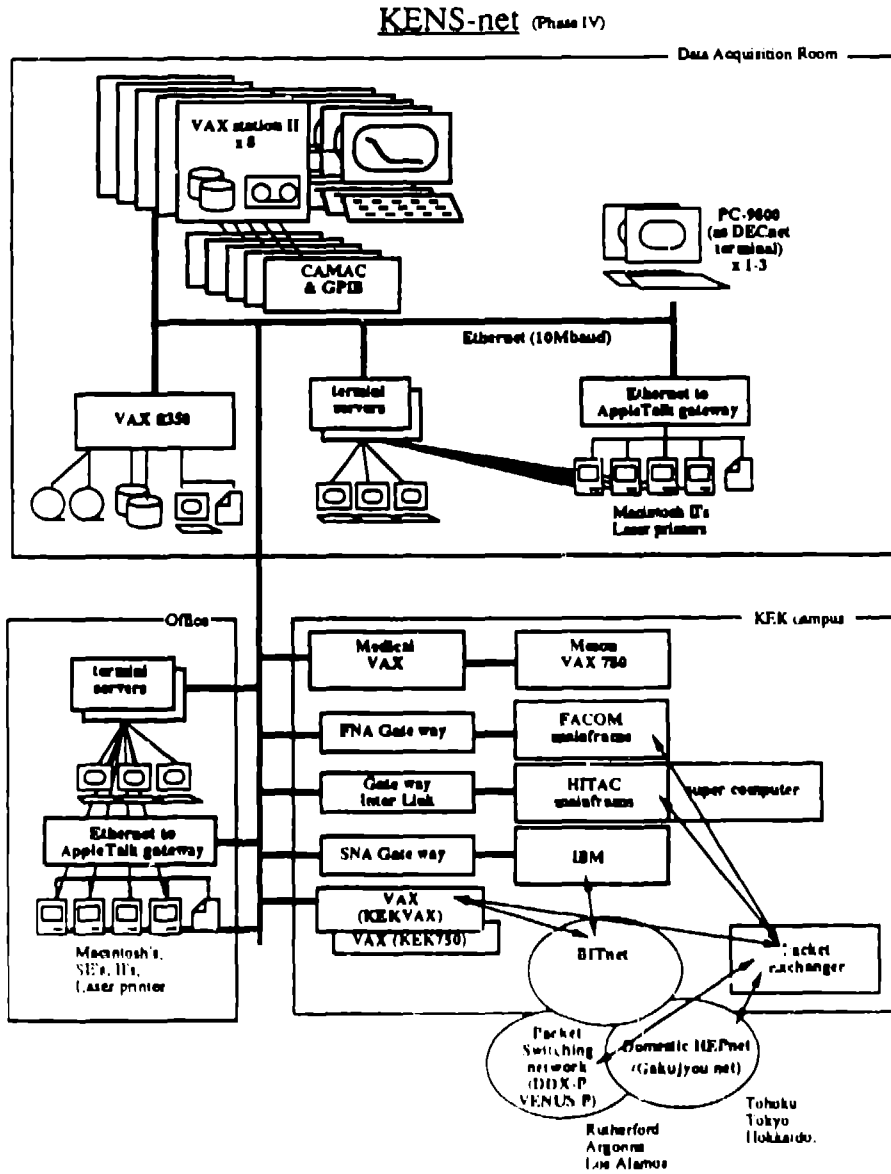 KENS-net (Phase IV)
Data Acquisition Room
VAX station II
x 8
PC-9800
(as DECnet
terminal)
x 1-3
CAMAC
& GPIB
Ethernet (10Mbaud)
VAX 8350
terminal
servers
Ethernet to
AppleTalk gateway
Macintosh II's
Laser printers
Office
KEK campus
terminal
servers
Ethernet to
AppleTalk gateway
Macintosh's,
SE's, II's,
Laser printer
Medical
VAX
Meson
VAX 780
FNA Gate way
FACOM
mainframe
Gate way
Inter Link
HITAC
mainframe
super computer
SNA Gate way
IBM
VAX
(KEKVAX)
VAX (KEK750)
BITnet
Packet
exchanger
Packet
Switching
network
(DDX-P
VENUS P)
Domestic HEPnet
(Gakujyou net)
Rutherford
Argonne
Los Alamos
Tohoku
Tokyo
Hokkaido.